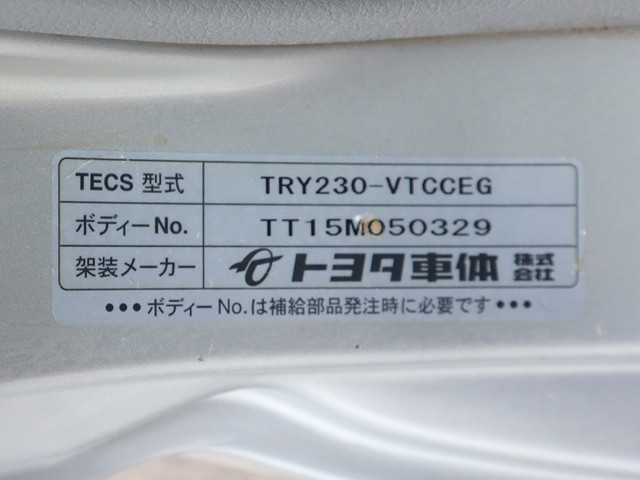 TECS 型式 TRY230-VTCCEG
ボディーNo. TT15M050329
架装メーカー トヨタ車体 株式会社
•••ボディーNo.は補給部品発注時に必要です•••